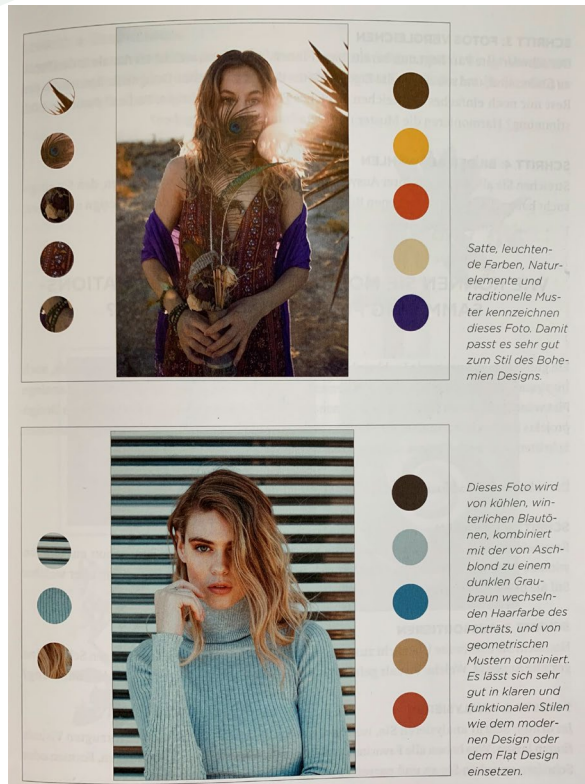 Satte, leuchten-
de Farben, Natur-
elemente und
traditionelle Mus-
ter kennzeichnen
dieses Foto. Damit
passt es sehr gut
zum Stil des Bohe-
mien Designs.
Dieses Foto wird
von kühlen, win-
terlichen Blautö-
nen, kombiniert
mit der von Asch-
blond zu einem
dunklen Grau-
braun wechseln-
den Haarfarbe des
Porträts, und von
geometrischen
Mustern dominiert.
Es lässt sich sehr
gut in klaren und
funktionalen Stilen
wie dem moder-
nen Design oder
dem Flat Design
einsetzen.